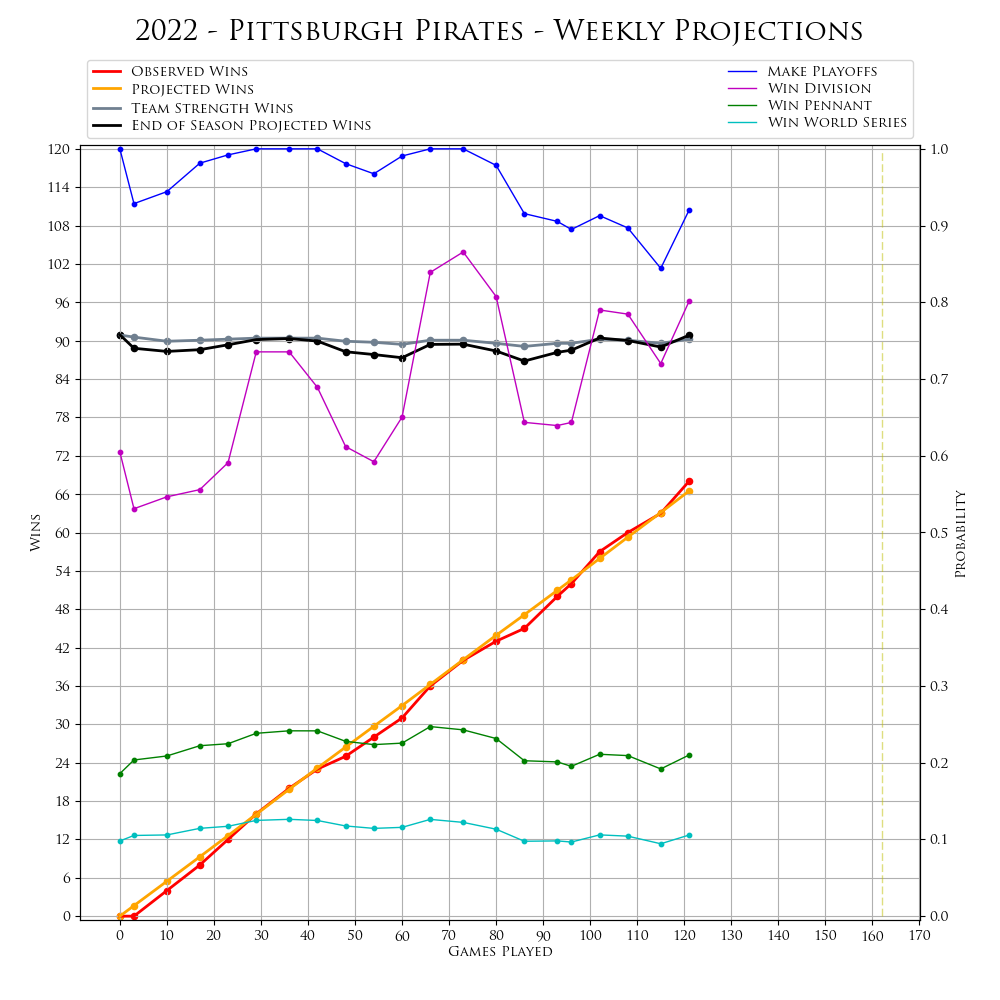 2022 - Pittsburgh Pirates - Weekly Projections
Observed Wins
Projected Wins
Team Strength Wins
End of Season Projected Wins
Make Playoffs
Win Division
Win Pennant
Win World Series
120
114
108
102
96
90
84
78
72
66
60
54
48
42
36
30
24
18
12
6
0
Wins
1.0
0.9
0.8
0.7
0.6
0.5
0.4
0.3
0.2
0.1
0.0
Probability
0 10 20 30 40 50 60 70 80 90 100 110 120 130 140 150 160 170
Games Played